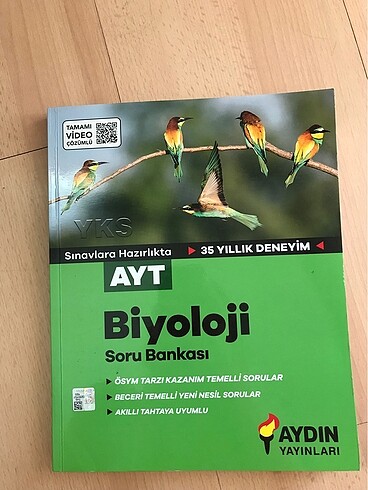 TAMAMI
VİDEO
ÇÖZÜMLÜ
YKS
Sınavlara Hazırlıkta
35 YILLIK DENEYİM
AYT
Biyoloji
Soru Bankası
ÖSYM TARZI KAZANIM TEMELLİ SORULAR
BECERİ TEMELLİ YENİ NESİL SORULAR
AKILLI TAHTAYA UYUMLU
AYDIN
YAYINLARI